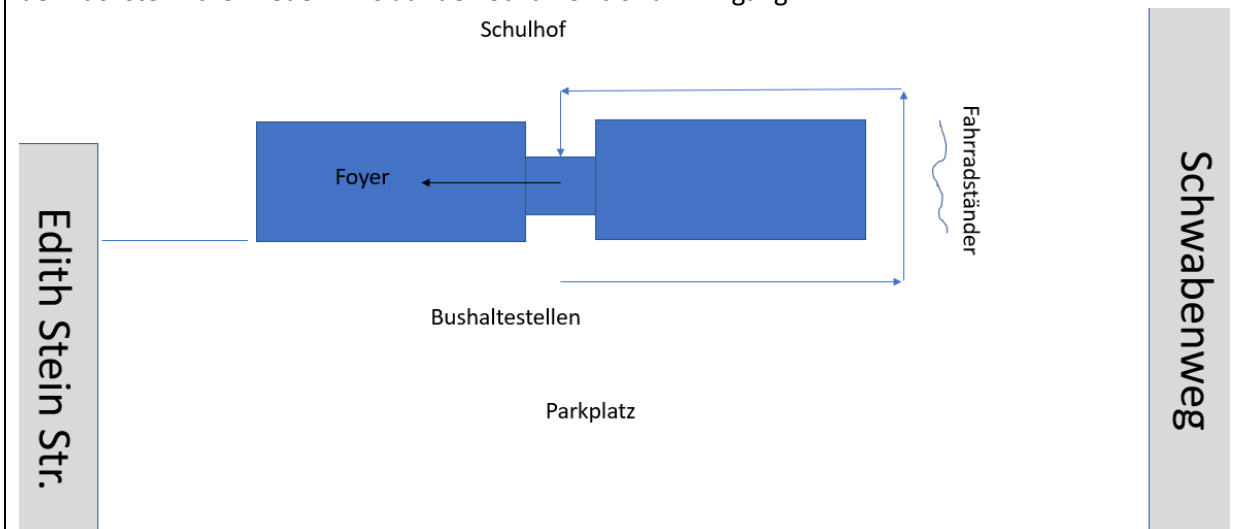 Schulhof
Fahrradständer
Foyer
Edith Stein Str.
Schwabenweg
Bushaltestellen
Parkplatz